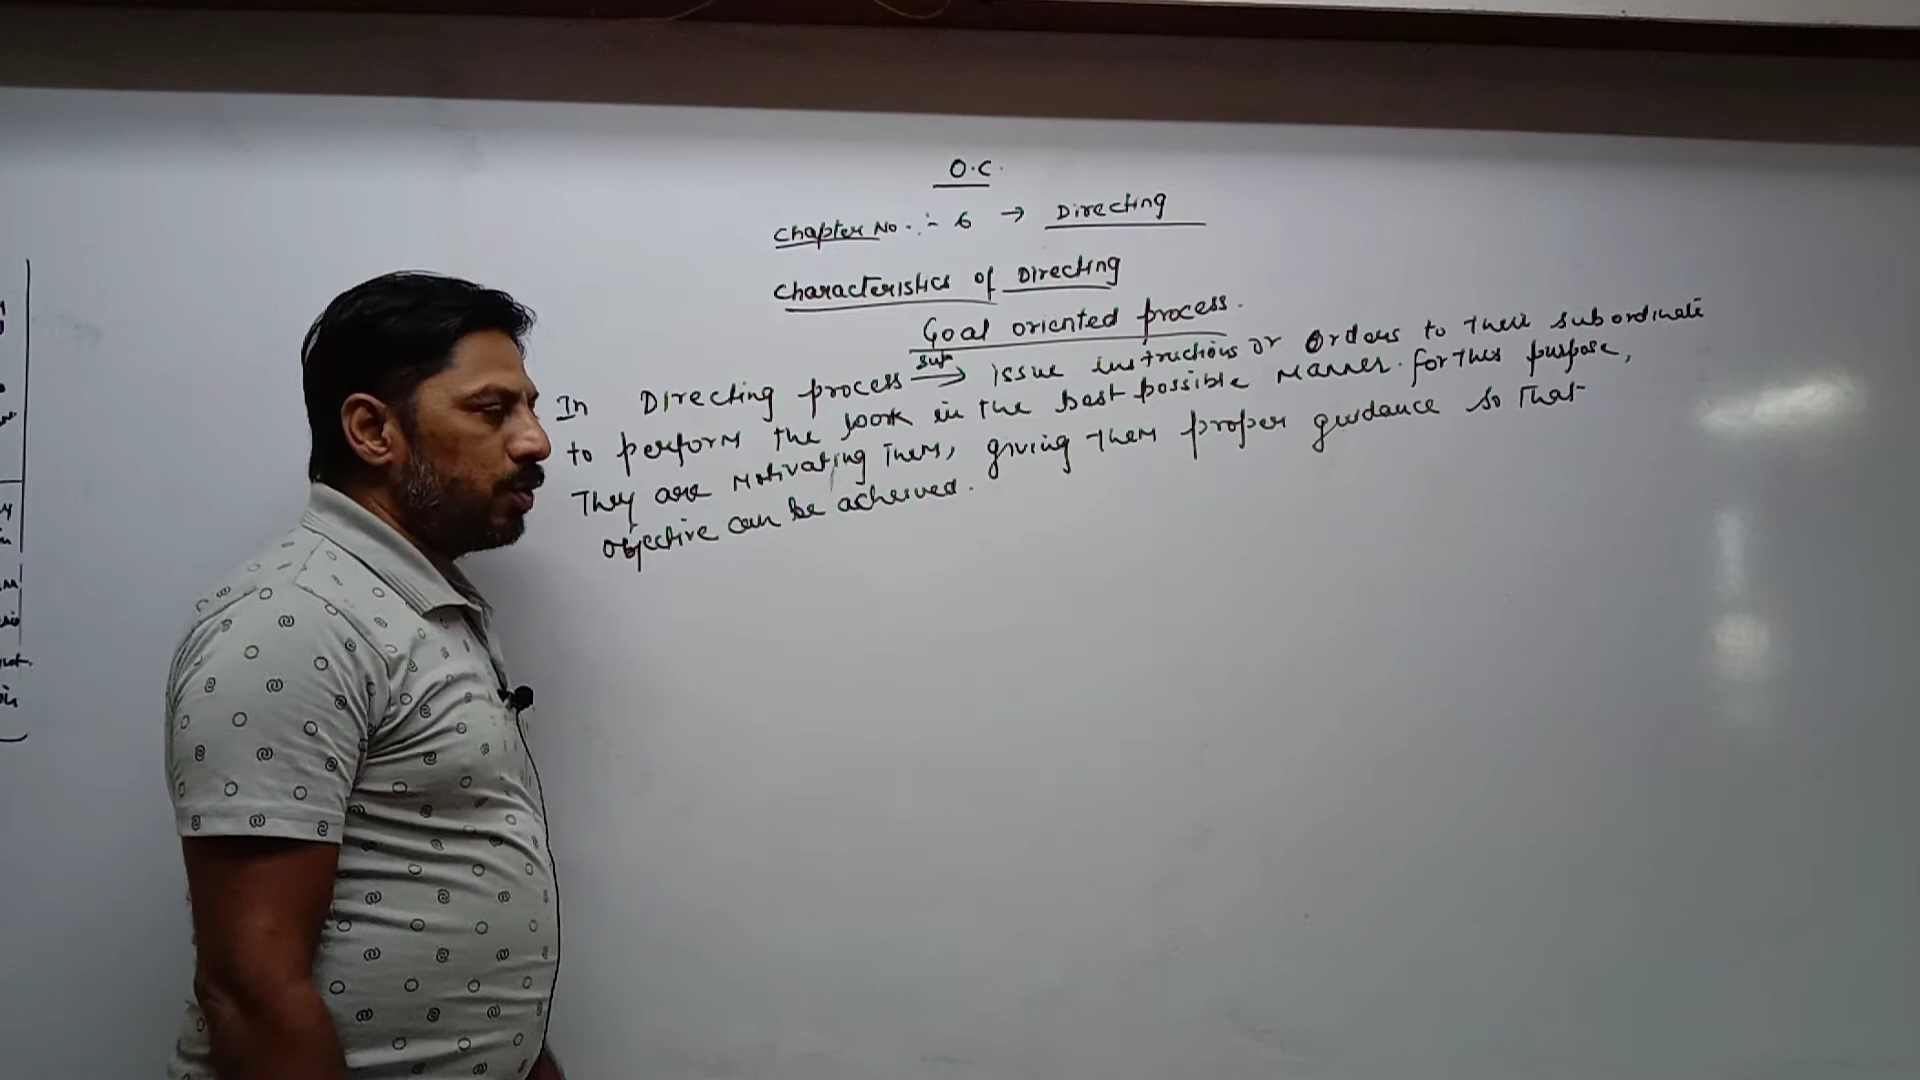 O.C.
Chapter No. :- 6 → Directing
Characteristics of Directing
Goal oriented process.
In Directing process → issue instructions or Orders to their subordinate
to perform the work in the best possible manner. for this purpose,
They are motivating them, giving them proper guidance so that
objective can be acheived.